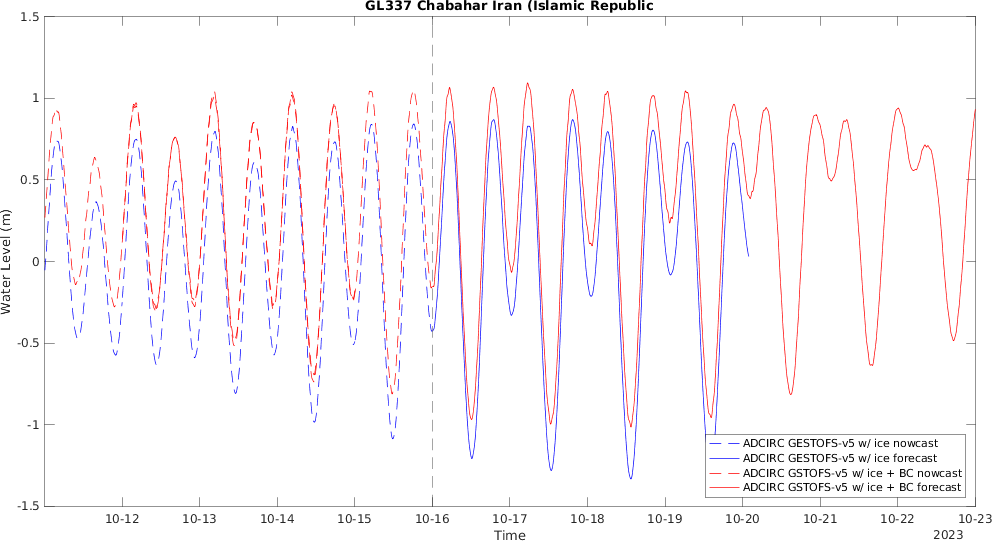 GL337 Chabahar Iran (Islamic Republic
1.5
1
0.5
0
-0.5
-1
-1.5
Water Level (m)
ADCIRC GESTOFS-v5 w/ ice nowcast
ADCIRC GESTOFS-v5 w/ ice forecast
ADCIRC GSTOFS-v5 w/ ice + BC nowcast
ADCIRC GSTOFS-v5 w/ ice + BC forecast
10-12 10-13 10-14 10-15 10-16 10-17 10-18 10-19 10-20 10-21 10-22 10-23
Time
2023